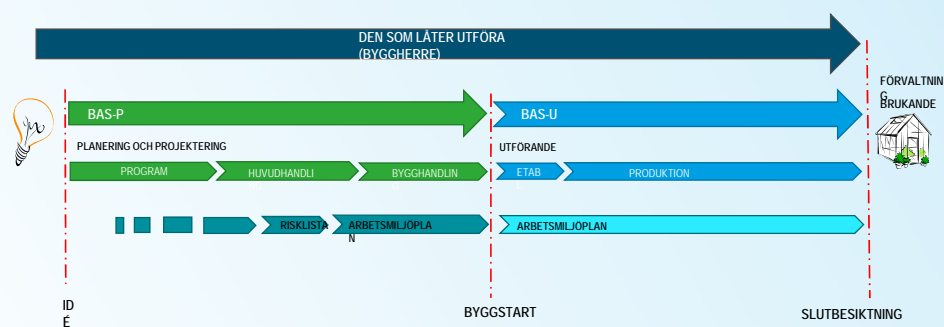 DEN SOM LÅTER UTFÖRA
(BYGGHERRE)
FÖRVALTNIN
G
BRUKANDE
BAS-P
BAS-U
PLANERING OCH PROJEKTERING
UTFÖRANDE
PROGRAM
HUVUDHANDLI
BYGGHANDLIN
ETAB
PRODUKTION
RISKLISTA
ARBETSMILJÖPLA
N
ARBETSMILJÖPLAN
ID
É
BYGGSTART
SLUTBESIKTNING